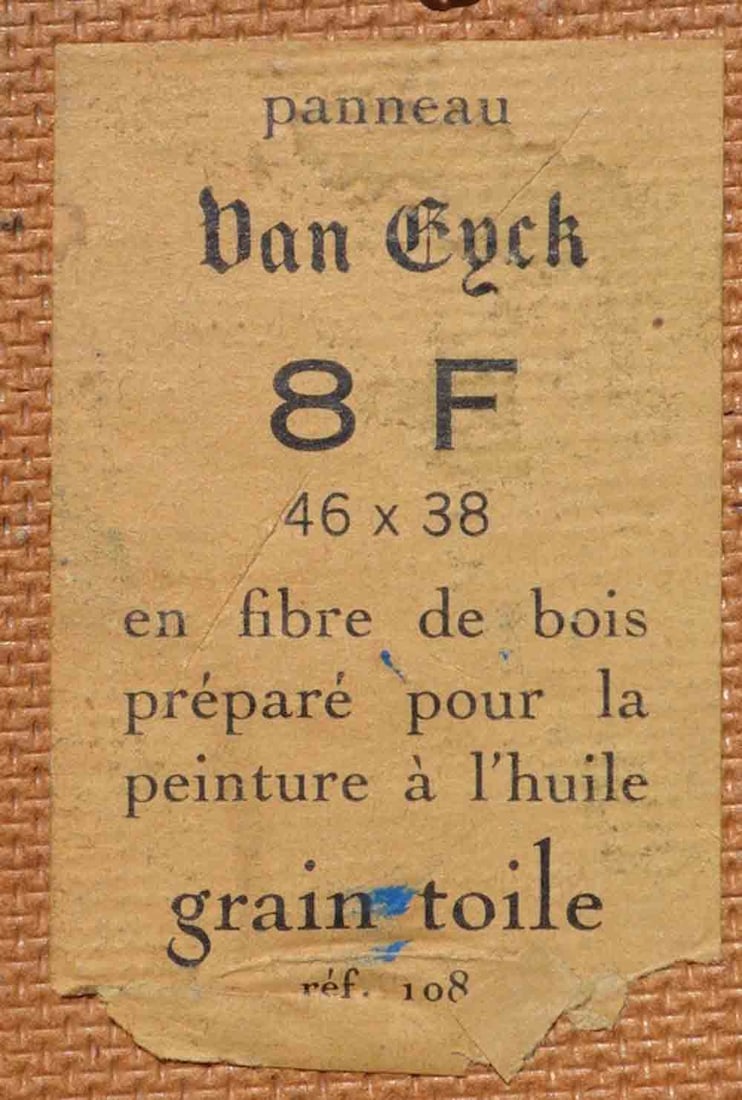 panneau
Van Eyck
8 F
46 x 38
en fibre de bois
préparé pour la
peinture à l'huile
grain toile
réf. 108